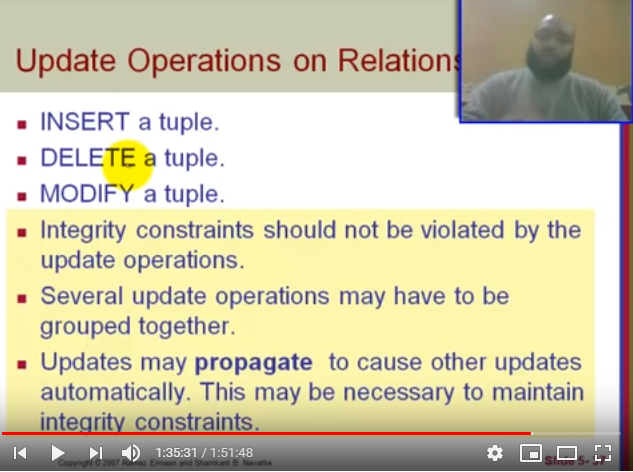 Update Operations on Relations
INSERT a tuple.
DELETE a tuple.
MODIFY a tuple.
Integrity constraints should not be violated by the
update operations.
Several update operations may have to be
grouped together.
Updates may propagate to cause other updates
automatically. This may be necessary to maintain
integrity constraints.
1:35:31 / 1:51:48
Copyright © 2007 Ramez Elmasri and Shamkant B. Navathe
Slide 5-